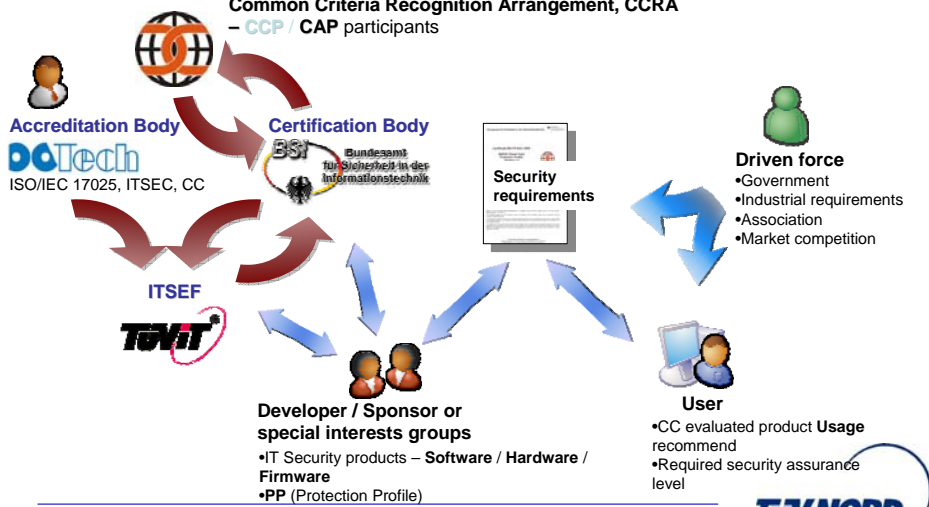 Common Criteria Recognition Arrangement, CCRA
– CCP / CAP participants
Accreditation Body
DATech
ISO/IEC 17025, ITSEC, CC
Certification Body
BSI
Bundesamt
für Sicherheit in der
Informationstechnik
Security
requirements
Driven force
•Government
•Industrial requirements
•Association
•Market competition
ITSEF
TÜViT
Developer / Sponsor or
special interests groups
•IT Security products – Software / Hardware /
Firmware
•PP (Protection Profile)
User
•CC evaluated product Usage
recommend
•Required security assurance
level